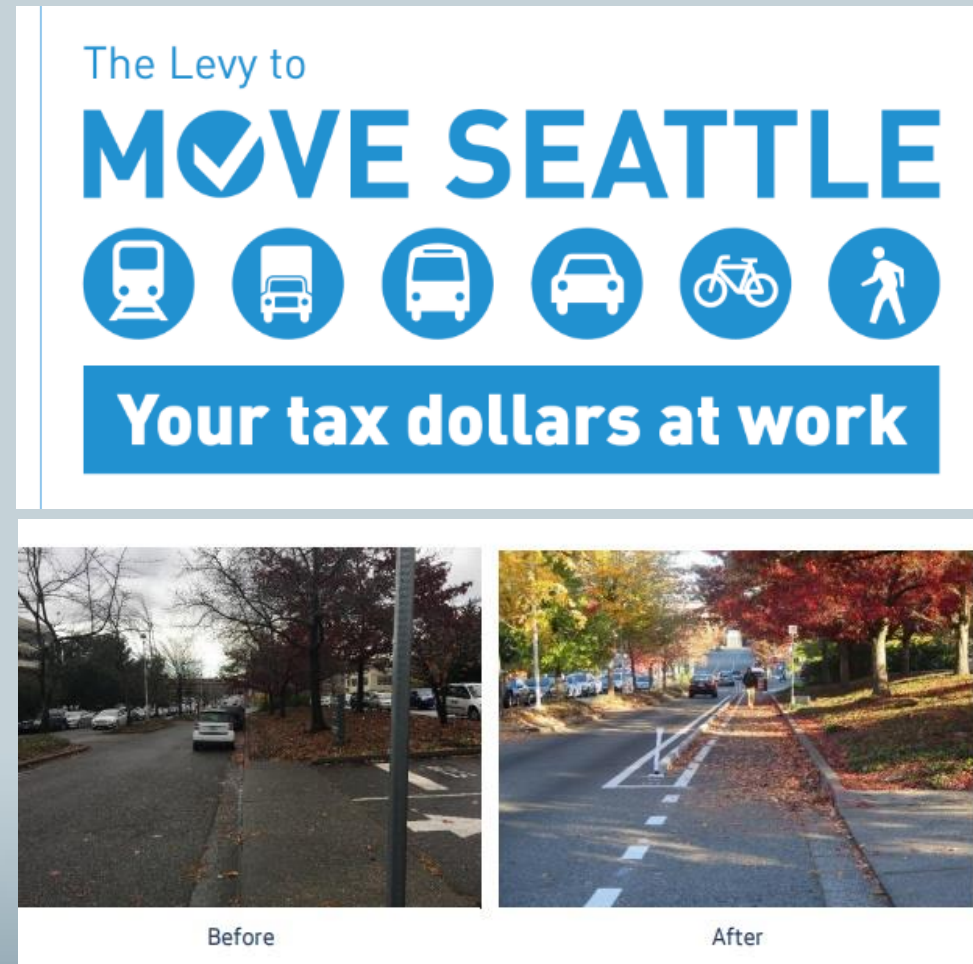 The Levy to
MOVE SEATTLE
Your tax dollars at work
Before
After